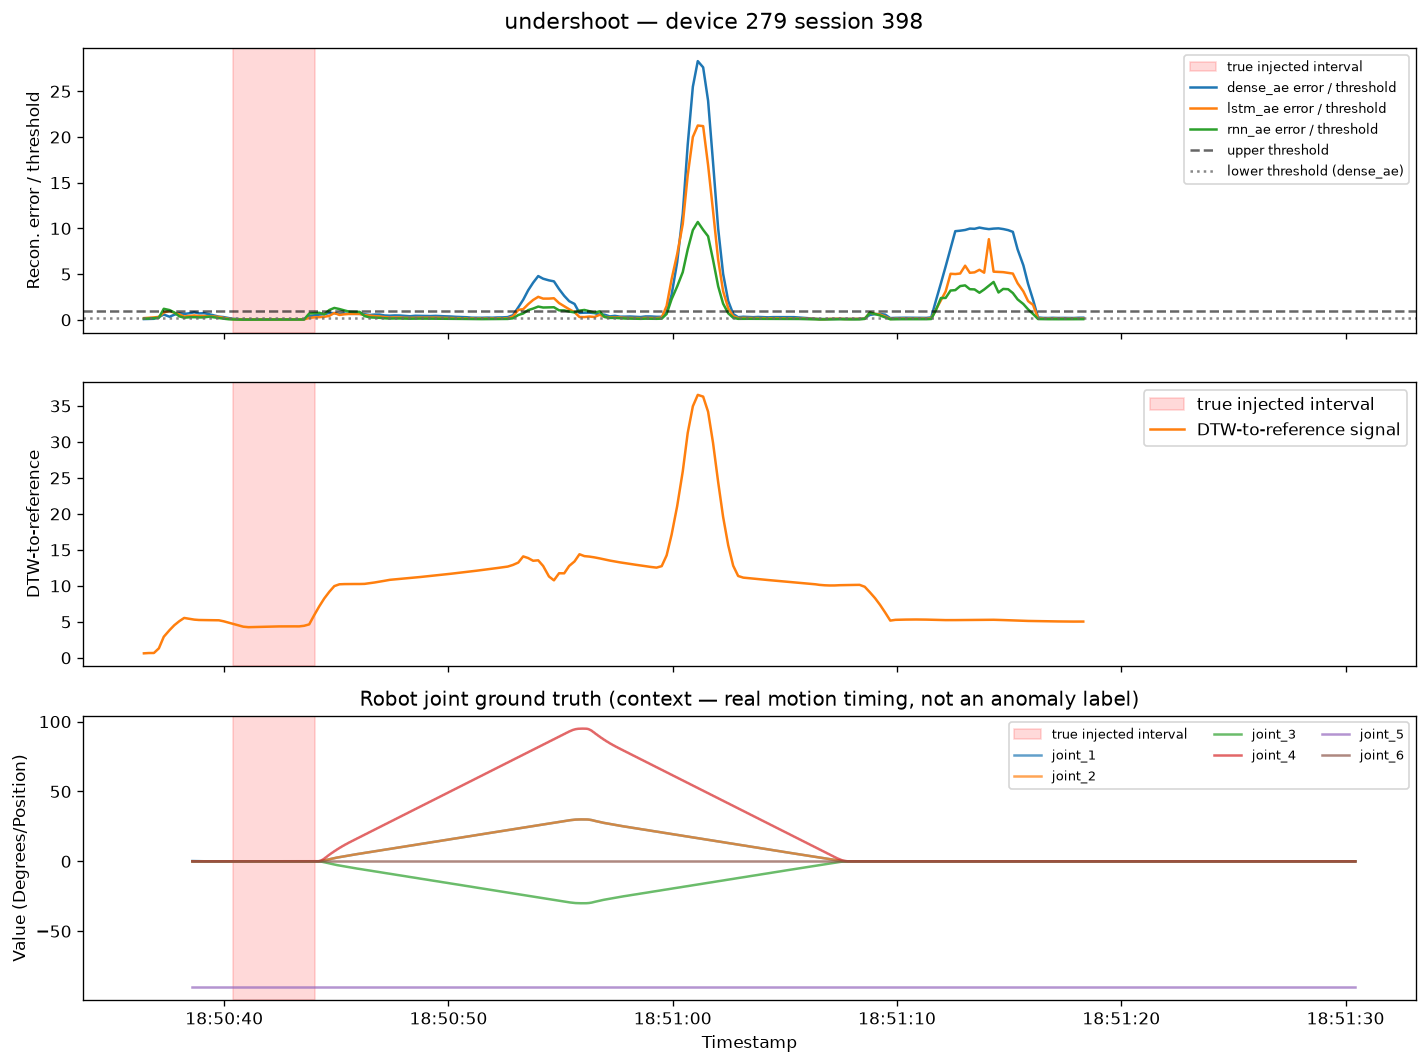 undershoot — device 279 session 398
Recon. error / threshold
25
20
15
10
5
0
true injected interval
dense_ae error / threshold
lstm_ae error / threshold
rnn_ae error / threshold
upper threshold
lower threshold (dense_ae)
DTW-to-reference
35
30
25
20
15
10
5
0
true injected interval
DTW-to-reference signal
Robot joint ground truth (context — real motion timing, not an anomaly label)
Value (Degrees/Position)
100
50
0
−50
true injected interval
joint_1
joint_2
joint_3
joint_4
joint_5
joint_6
18:50:40
18:50:50
18:51:00
18:51:10
18:51:20
18:51:30
Timestamp